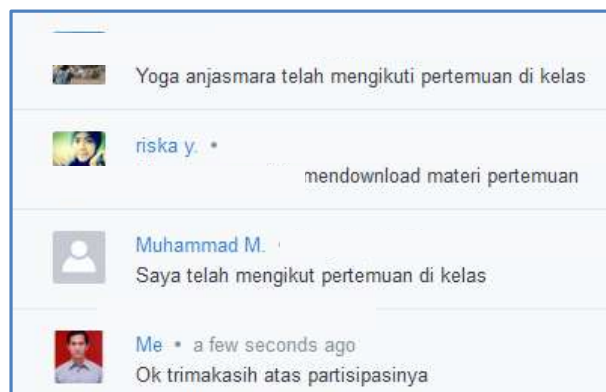 Yoga anjasmara telah mengikuti pertemuan di kelas
riska y. •
mendownload materi pertemuan
Muhammad M.
Saya telah mengikut pertemuan di kelas
Me • a few seconds ago
Ok trimakasih atas partisipasinya